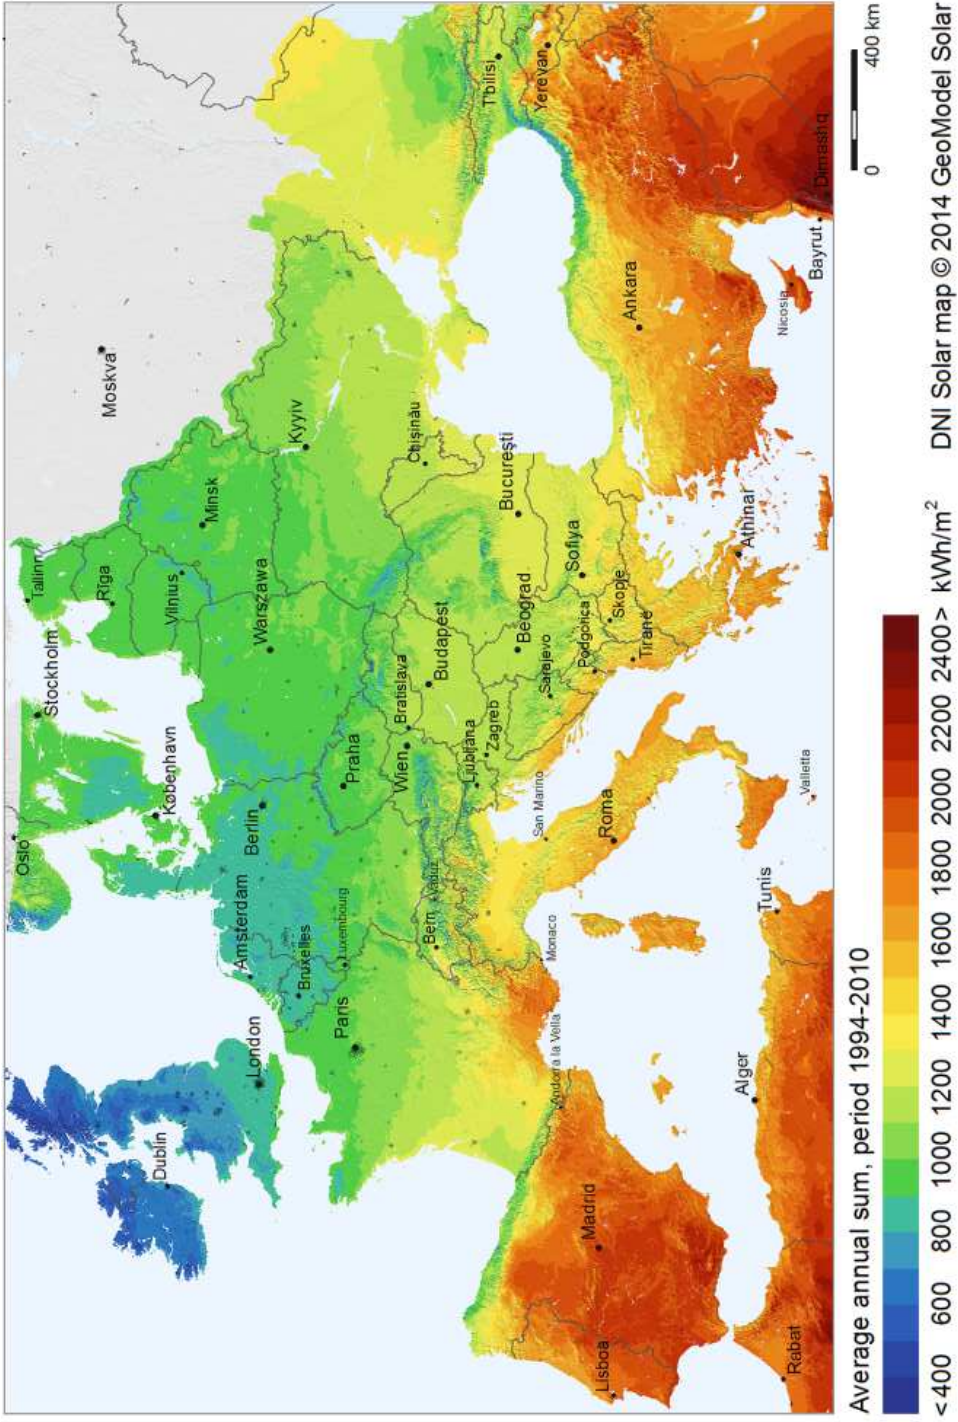 Oslo
Tallinn
Stockholm
Rīga
Moskva
Dublin
København
Vilnius
Minsk
Amsterdam
Berlin
London
Warszawa
Kyyiv
Bruxelles
Paris
Luxembourg
Praha
Wien
Bratislava
Chișinău
Bern
Vaduz
Budapest
Ljubljana
T'bilisi
Zagreb
București
Beograd
San Marino
Yerevan
Sarajevo
Monaco
Andorra la Vella
Sofiya
Podgorica
Madrid
Lisboa
Roma
Skopje
Ankara
Tiranë
Alger
Athinai
Tunis
Nicosia
Rabat
Valletta
Bayrut
Dimashq
Average annual sum, period 1994-2010
0 400 km
<400 600 800 1000 1200 1400 1600 1800 2000 2200 2400> kWh/m²
DNI Solar map © 2014 GeoModel Solar